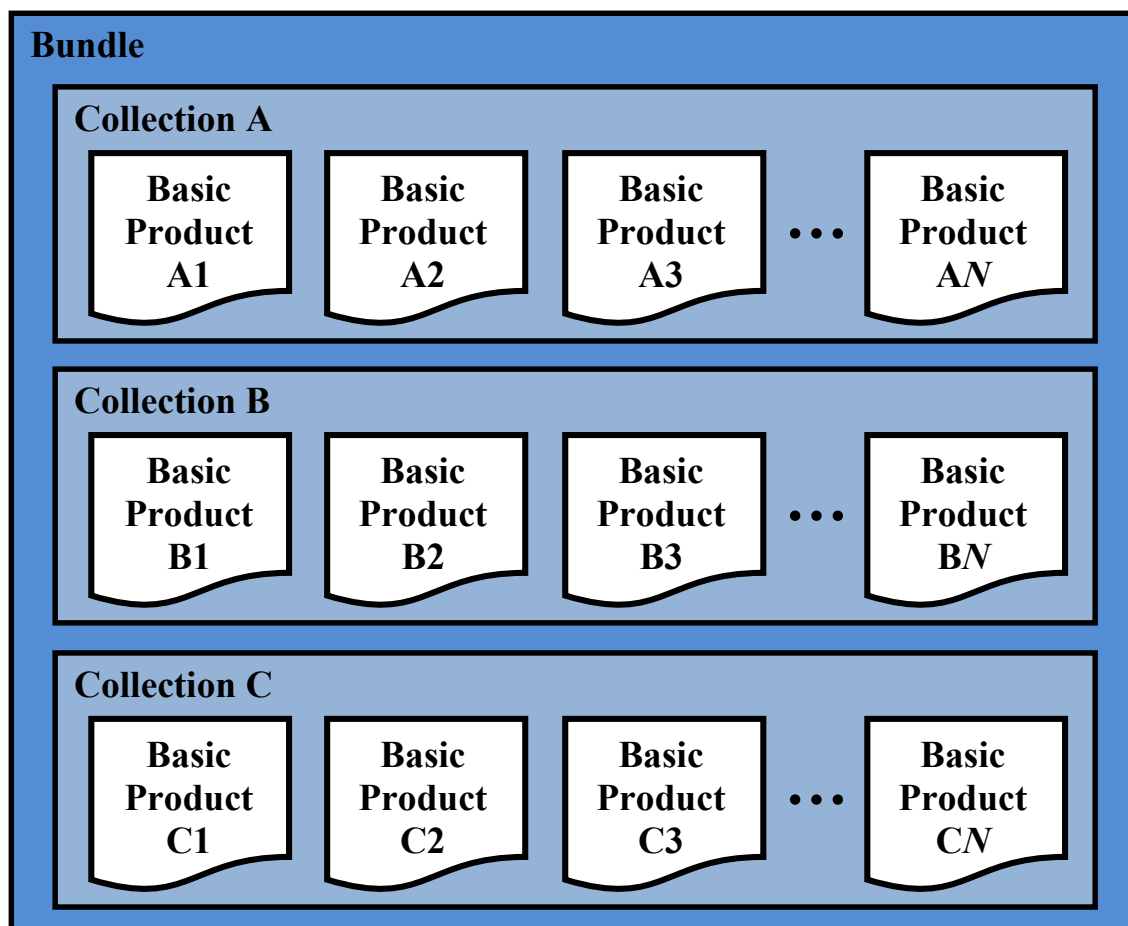 Bundle
Collection A
Basic
Product
A1
Basic
Product
A2
Basic
Product
A3
...
Basic
Product
AN
Collection B
Basic
Product
B1
Basic
Product
B2
Basic
Product
B3
...
Basic
Product
BN
Collection C
Basic
Product
C1
Basic
Product
C2
Basic
Product
C3
...
Basic
Product
CN